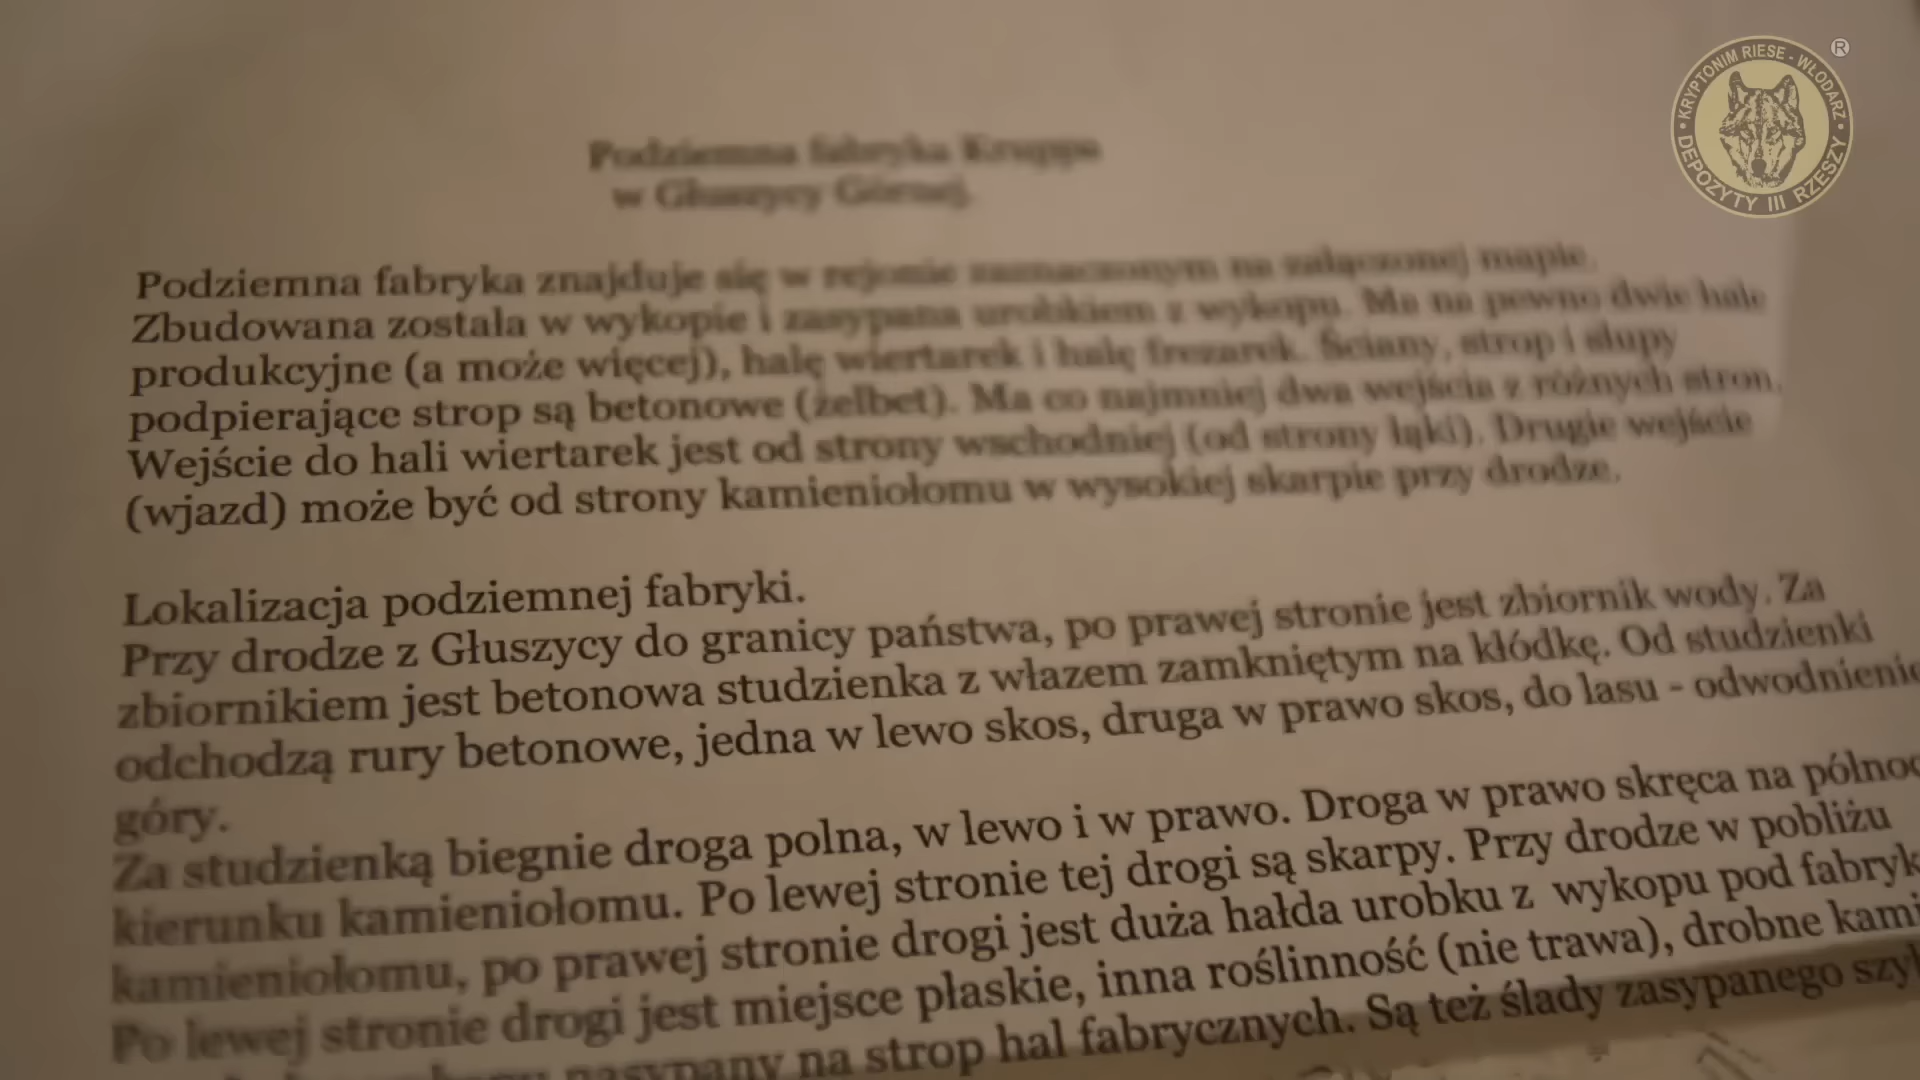 KRYPTONIM RIESE - WŁODARZ
DEPOZYTY III RZESZY
®
Podziemna fabryka Kruppa
w Głuszycy Górnej.
Podziemna fabryka znajduje się w rejonie zaznaczonym na załączonej mapie.
Zbudowana zostala w wykopie i zasypana urobkiem z wykopu. Ma na pewno dwie hale
produkcyjne (a może więcej), halę wiertarek i halę frezarek. Ściany, strop i słupy
podpierające strop są betonowe (żelbet). Ma co najmniej dwa wejścia z różnych stron.
Wejście do hali wiertarek jest od strony wschodniej (od strony łąki). Drugie wejście
(wjazd) może być od strony kamieniołomu w wysokiej skarpie przy drodze.
Lokalizacja podziemnej fabryki.
Przy drodze z Głuszycy do granicy państwa, po prawej stronie jest zbiornik wody. Za
zbiornikiem jest betonowa studzienka z włazem zamkniętym na kłódkę. Od studzienki
odchodzą rury betonowe, jedna w lewo skos, druga w prawo skos, do lasu - odwodnienie
góry.
Za studzienką biegnie droga polna, w lewo i w prawo. Droga w prawo skręca na północ
kierunku kamieniołomu. Po lewej stronie tej drogi są skarpy. Przy drodze w pobliżu
kamieniołomu, po prawej stronie drogi jest duża hałda urobku z wykopu pod fabryk
Po lewej stronie drogi jest miejsce płaskie, inna roślinność (nie trawa), drobne kami
nasypany na strop hal fabrycznych. Są też ślady zasypanego szyb